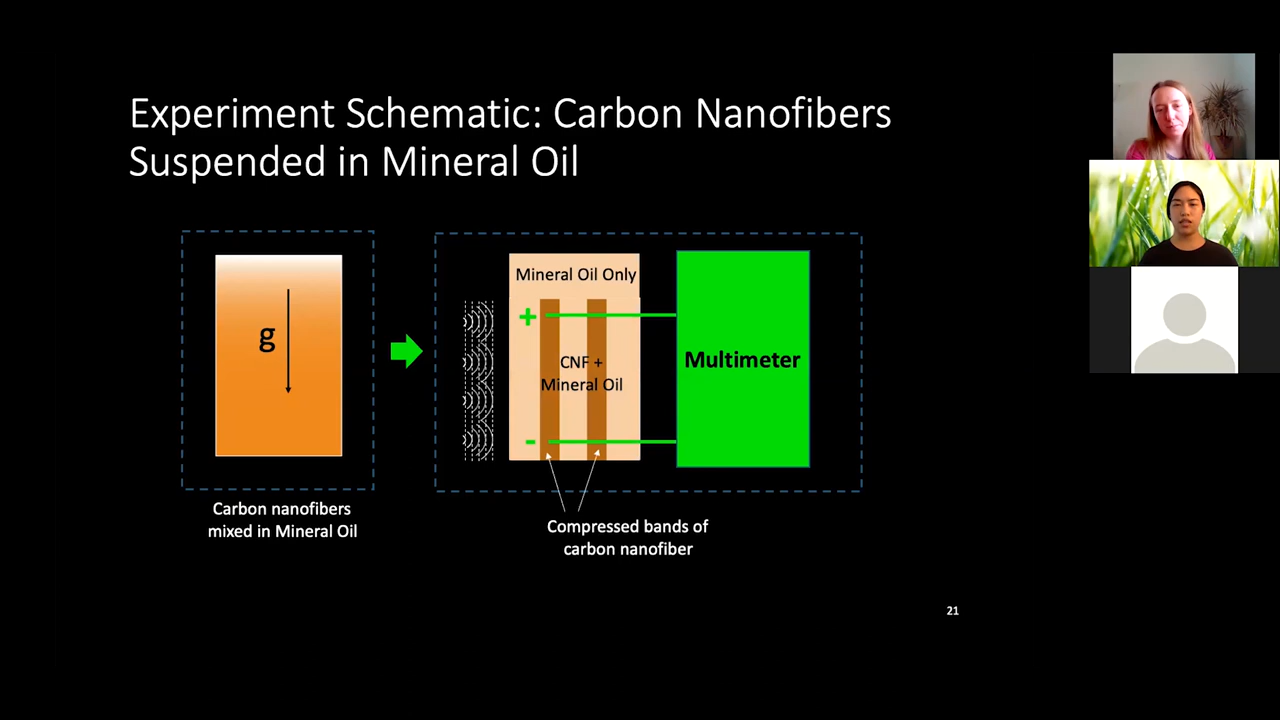 Experiment Schematic: Carbon Nanofibers
Suspended in Mineral Oil
g
Carbon nanofibers
mixed in Mineral Oil
Mineral Oil Only
+
CNF +
Mineral Oil
-
Multimeter
Compressed bands of
carbon nanofiber
21